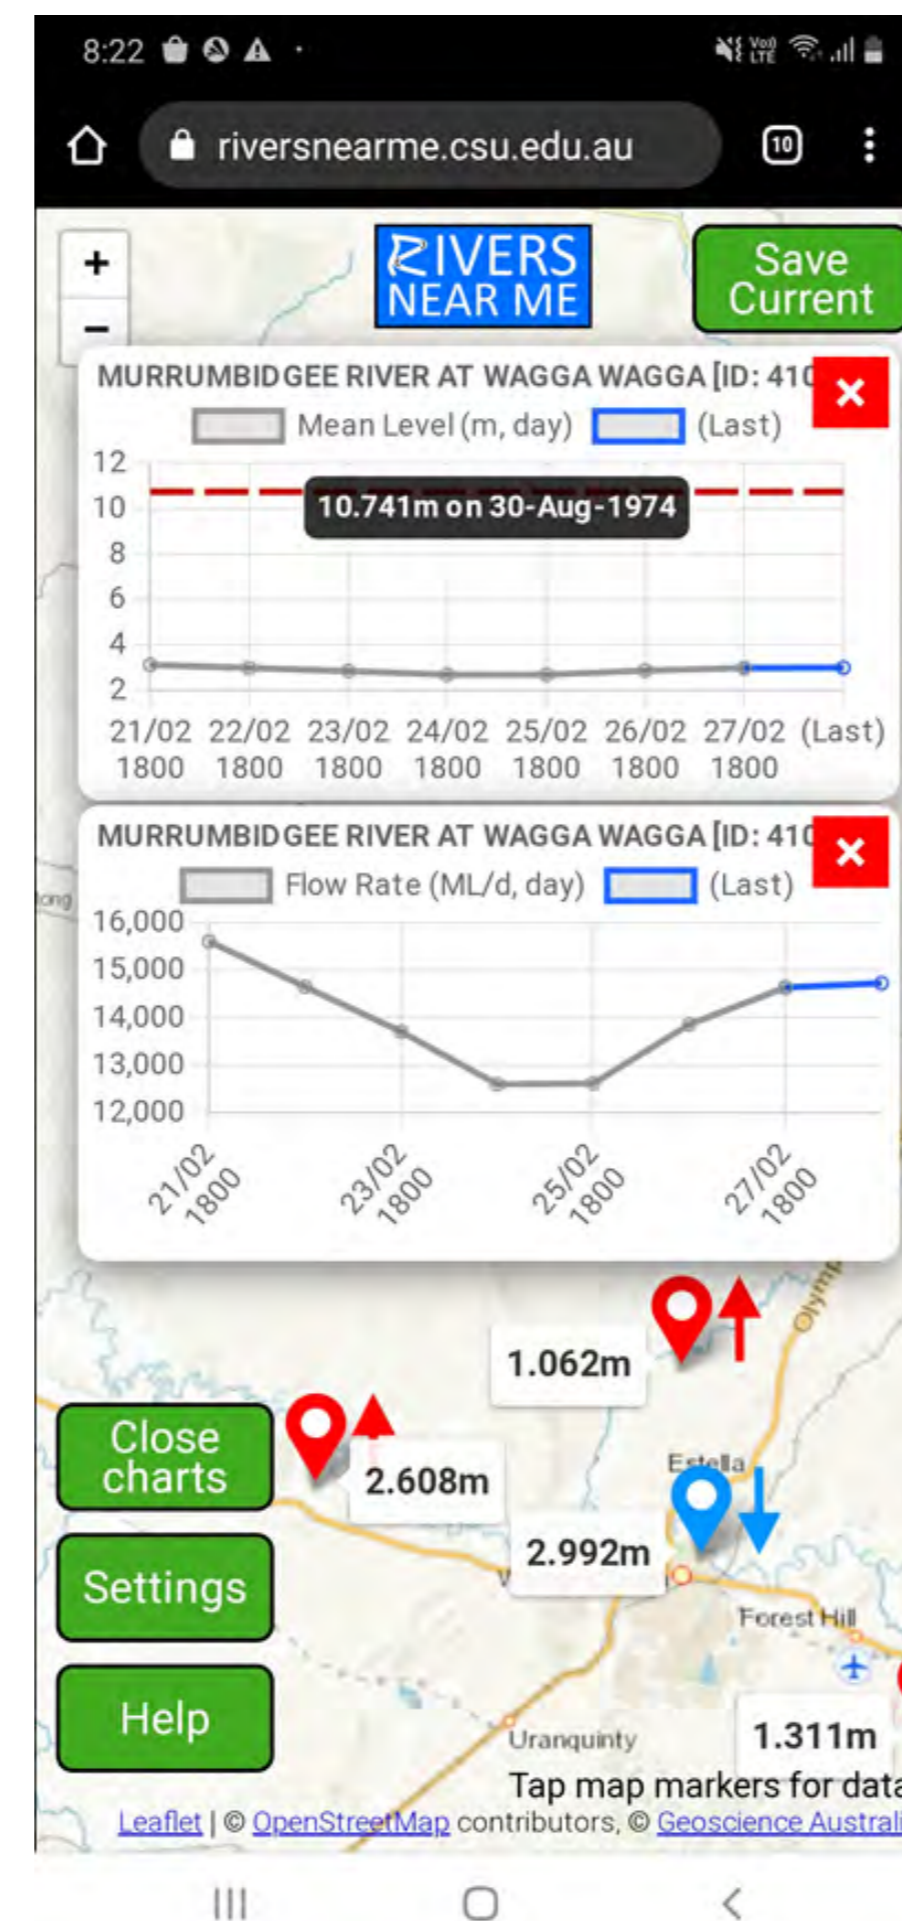 8:22
Vo)) LTE
riversnearme.csu.edu.au
10
+
RIVERS
NEAR ME
Save
Current
−
MURRUMBIDGEE RIVER AT WAGGA WAGGA [ID: 410
×
Mean Level (m, day) (Last)
12
10
10.741m on 30-Aug-1974
8
6
4
2
21/02 22/02 23/02 24/02 25/02 26/02 27/02 (Last)
1800 1800 1800 1800 1800 1800 1800
MURRUMBIDGEE RIVER AT WAGGA WAGGA [ID: 410
×
Flow Rate (ML/d, day) (Last)
16,000
15,000
14,000
13,000
12,000
21/02 1800
23/02 1800
25/02 1800
27/02 1800
Olymp
1.062m
Close
charts
2.608m
Estella
2.992m
Settings
Forest Hill
Help
Uranquinty
1.311m
Tap map markers for data
Leaflet | © OpenStreetMap contributors, © Geoscience Australi